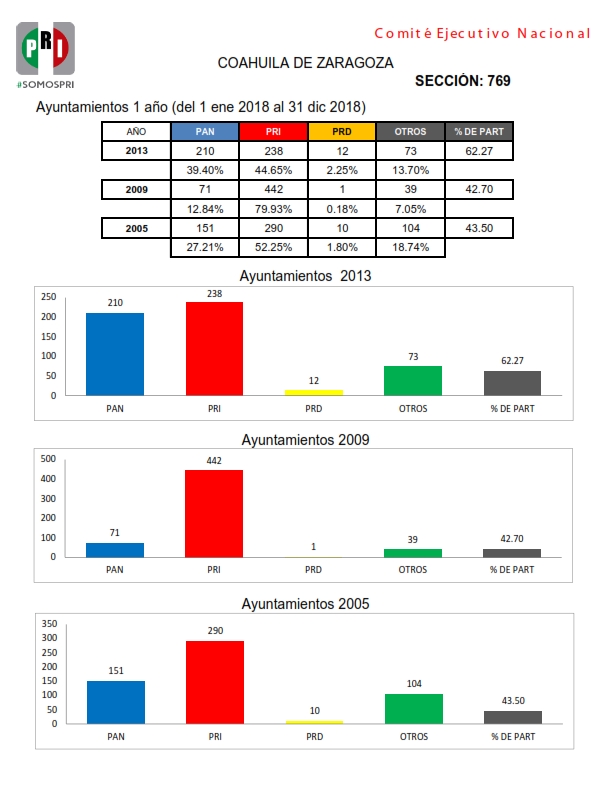 Comité Ejecutivo Nacional
PRI
#SOMOSPRI
COAHUILA DE ZARAGOZA
SECCIÓN: 769
Ayuntamientos 1 año (del 1 ene 2018 al 31 dic 2018)
AÑO PAN PRI PRD OTROS % DE PART
2013 210 238 12 73 62.27
39.40% 44.65% 2.25% 13.70%
2009 71 442 1 39 42.70
12.84% 79.93% 0.18% 7.05%
2005 151 290 10 104 43.50
27.21% 52.25% 1.80% 18.74%
Ayuntamientos 2013
250
200
150
100
50
0
210 238 12 73 62.27
PAN PRI PRD OTROS % DE PART
Ayuntamientos 2009
500
400
300
200
100
0
71 442 1 39 42.70
PAN PRI PRD OTROS % DE PART
Ayuntamientos 2005
350
300
250
200
150
100
50
0
151 290 10 104 43.50
PAN PRI PRD OTROS % DE PART